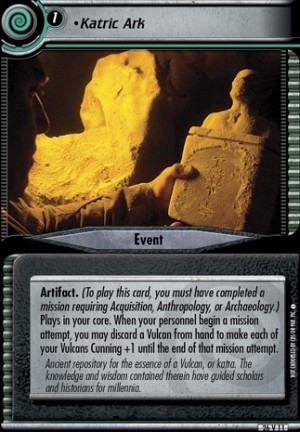 1
•Katric Ark
Event
Artifact. (To play this card, you must have completed a
mission requiring Acquisition, Anthropology, or Archaeology.)
Plays in your core. When your personnel begin a mission
attempt, you may discard a Vulcan from hand to make each of
your Vulcans Cunning +1 until the end of that mission attempt.
Ancient repository for the essence of a Vulcan, or katra. The
knowledge and wisdom contained therein have guided scholars
and historians for millennia.